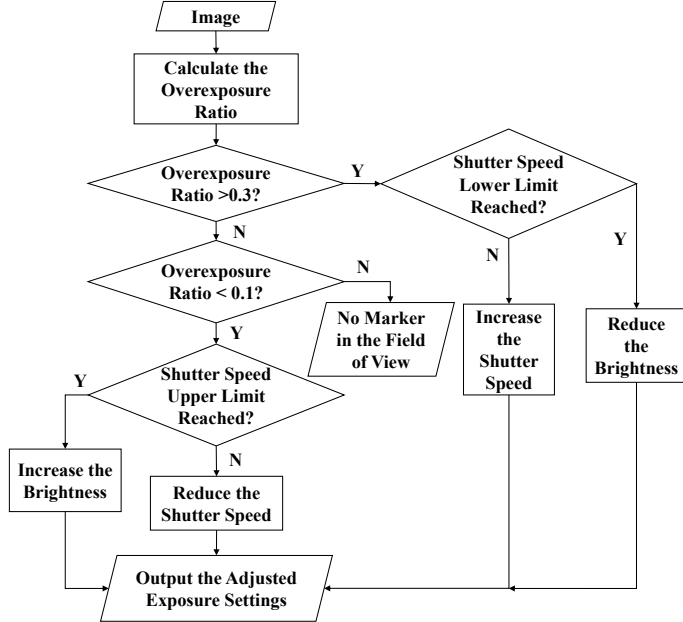 Image
Calculate the
Overexposure
Ratio
Overexposure
Ratio >0.3?
Y
Shutter Speed
Lower Limit
Reached?
N
Y
N
Overexposure
Ratio < 0.1?
N
Y
No Marker
in the Field
of View
Increase
the
Shutter
Speed
Reduce
the
Brightness
Shutter Speed
Upper Limit
Reached?
Y
N
Increase the
Brightness
Reduce the
Shutter Speed
Output the Adjusted
Exposure Settings